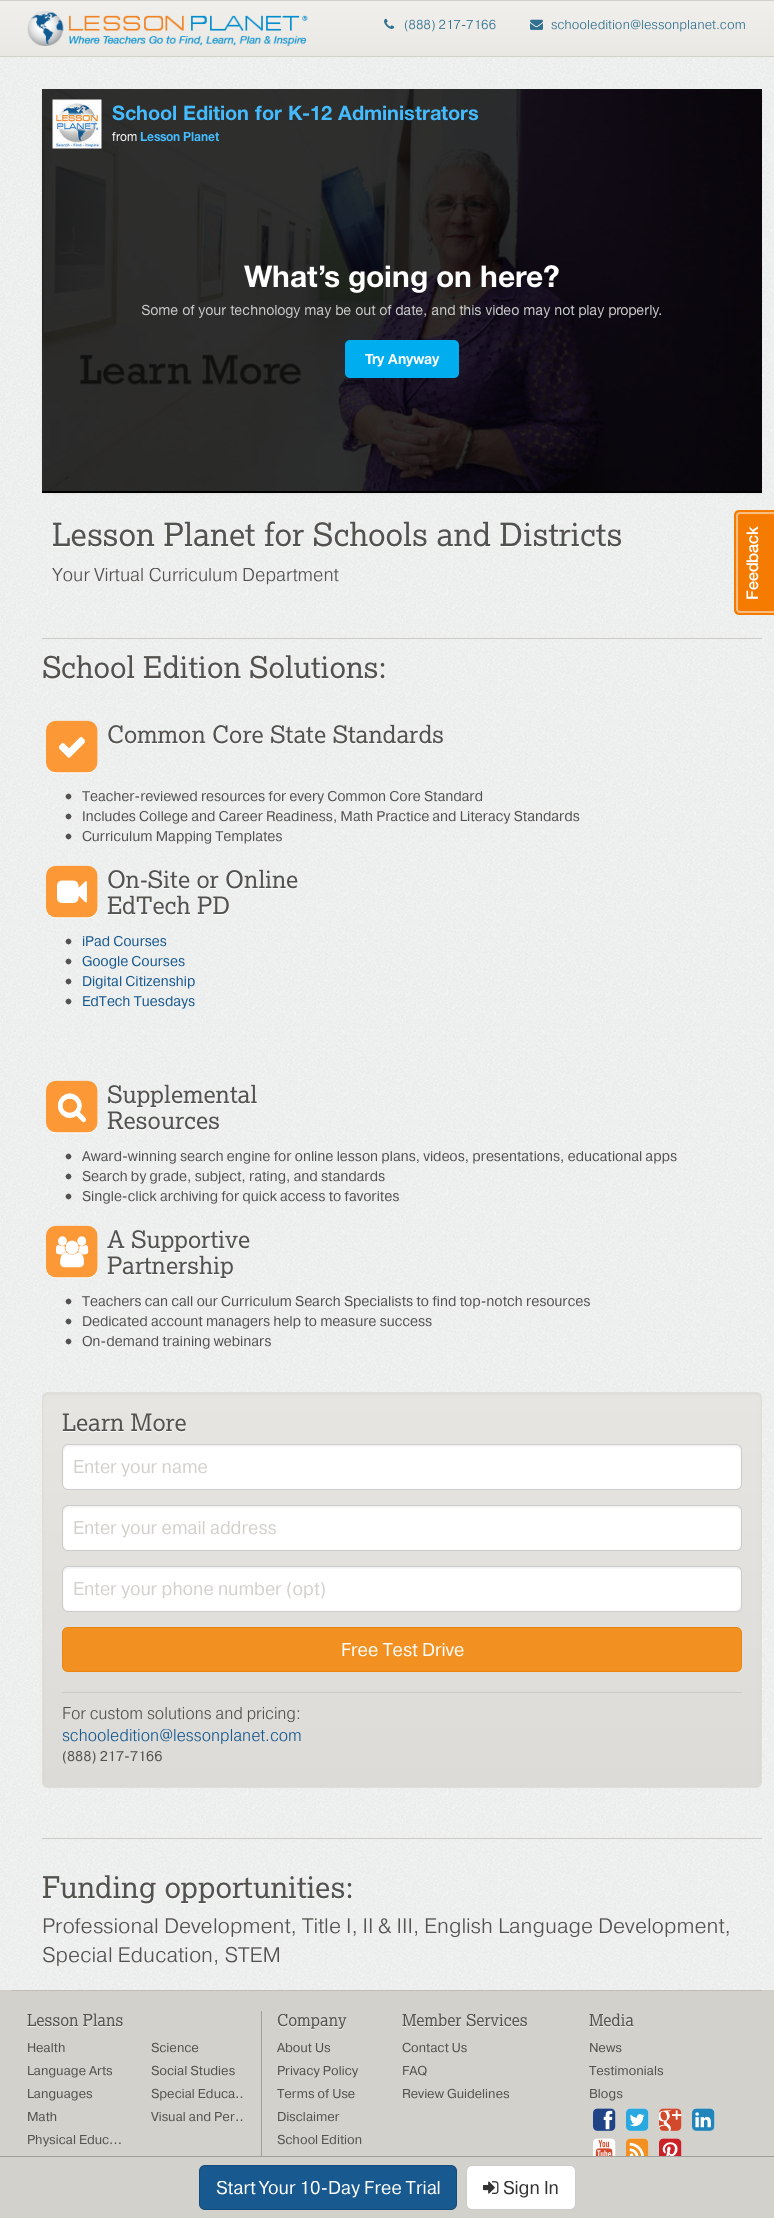 LESSON PLANET®
Where Teachers Go to Find, Learn, Plan & Inspire
(888) 217-7166
schooledition@lessonplanet.com
LESSON
PLANET
School Edition for K-12 Administrators
from Lesson Planet
What's going on here?
Some of your technology may be out of date, and this video may not play properly.
Try Anyway
Learn More
Lesson Planet for Schools and Districts
Feedback
Your Virtual Curriculum Department
School Edition Solutions:
Common Core State Standards
Teacher-reviewed resources for every Common Core Standard
Includes College and Career Readiness, Math Practice and Literacy Standards
Curriculum Mapping Templates
On-Site or Online
EdTech PD
iPad Courses
Google Courses
Digital Citizenship
EdTech Tuesdays
Supplemental
Resources
Award-winning search engine for online lesson plans, videos, presentations, educational apps
Search by grade, subject, rating, and standards
Single-click archiving for quick access to favorites
A Supportive
Partnership
Teachers can call our Curriculum Search Specialists to find top-notch resources
Dedicated account managers help to measure success
On-demand training webinars
Learn More
Enter your name
Enter your email address
Enter your phone number (opt)
Free Test Drive
For custom solutions and pricing:
schooledition@lessonplanet.com
(888) 217-7166
Funding opportunities:
Professional Development, Title I, II & III, English Language Development,
Special Education, STEM
Lesson Plans
Health
Language Arts
Languages
Math
Physical Educ...
Science
Social Studies
Special Educa..
Visual and Per..
Company
About Us
Privacy Policy
Terms of Use
Disclaimer
School Edition
Member Services
Contact Us
FAQ
Review Guidelines
Media
News
Testimonials
Blogs
You
Start Your 10-Day Free Trial
Sign In